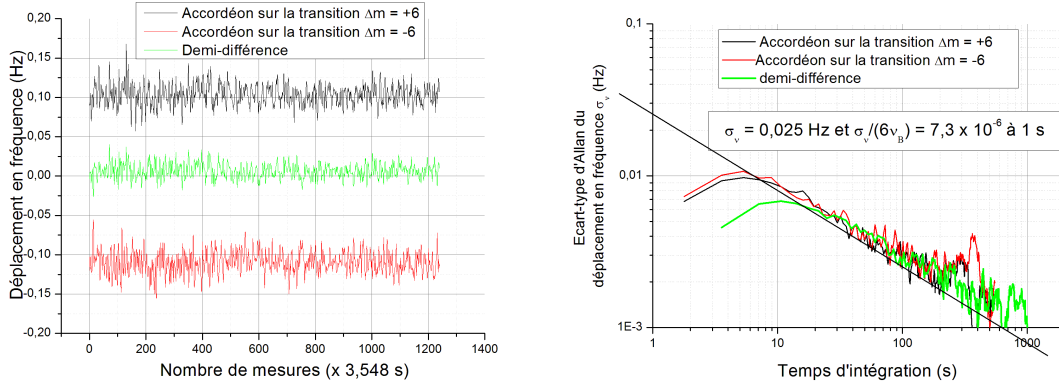 Accordéon sur la transition Δm = +6
Accordéon sur la transition Δm = -6
Demi-différence
Déplacement en fréquence (Hz)
0,20
0,15
0,10
0,05
0,00
-0,05
-0,10
-0,15
-0,20
0
200
400
600
800
1000
1200
1400
Nombre de mesures (x 3,548 s)
Accordéon sur la transition Δm = +6
Accordéon sur la transition Δm = -6
demi-différence
σν = 0,025 Hz et σν/(6νB) = 7,3 x 10-6 à 1 s
Ecart-type d'Allan du
déplacement en fréquence σν (Hz)
0,1
0,01
1E-3
1
10
100
1000
Temps d'intégration (s)